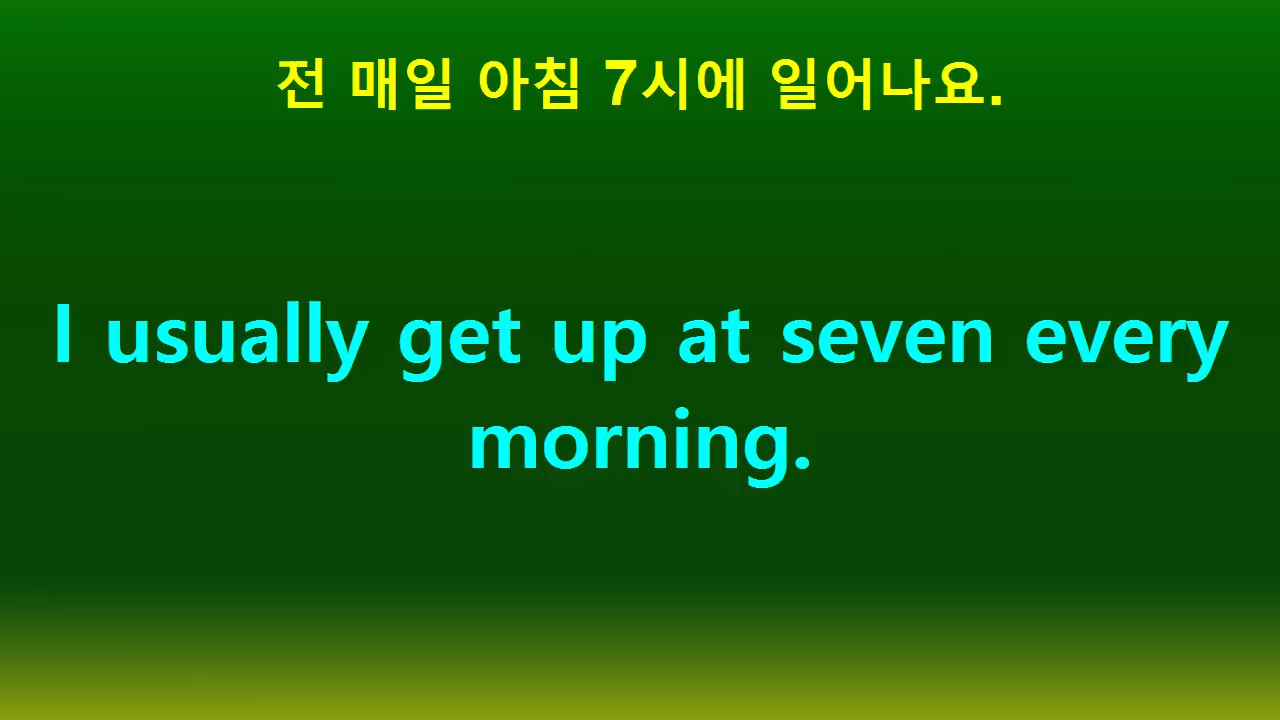 전 매일 아침 7시에 일어나요.
I usually get up at seven every
morning.